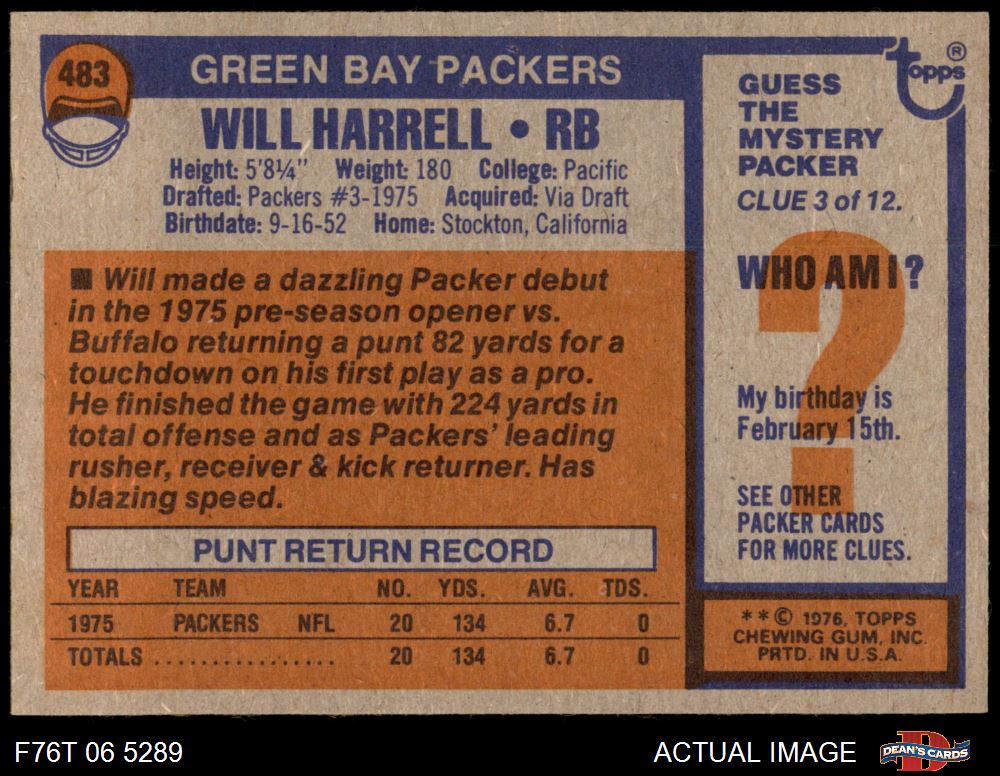 483
GREEN BAY PACKERS
WILL HARRELL • RB
Height: 5'8¼" Weight: 180 College: Pacific
Drafted: Packers #3-1975 Acquired: Via Draft
Birthdate: 9-16-52 Home: Stockton, California
■ Will made a dazzling Packer debut
in the 1975 pre-season opener vs.
Buffalo returning a punt 82 yards for a
touchdown on his first play as a pro.
He finished the game with 224 yards in
total offense and as Packers' leading
rusher, receiver & kick returner. Has
blazing speed.
PUNT RETURN RECORD
YEAR TEAM NO. YDS. AVG. TDS.
1975 PACKERS NFL 20 134 6.7 0
TOTALS ................. 20 134 6.7 0
topps®
GUESS
THE
MYSTERY
PACKER
CLUE 3 of 12.
WHO AM I?
?
My birthday is
February 15th.
SEE OTHER
PACKER CARDS
FOR MORE CLUES.
**© 1976, TOPPS
CHEWING GUM, INC.
PRTD. IN U.S.A.
F76T 06 5289
ACTUAL IMAGE
D
DEAN'S CARDS